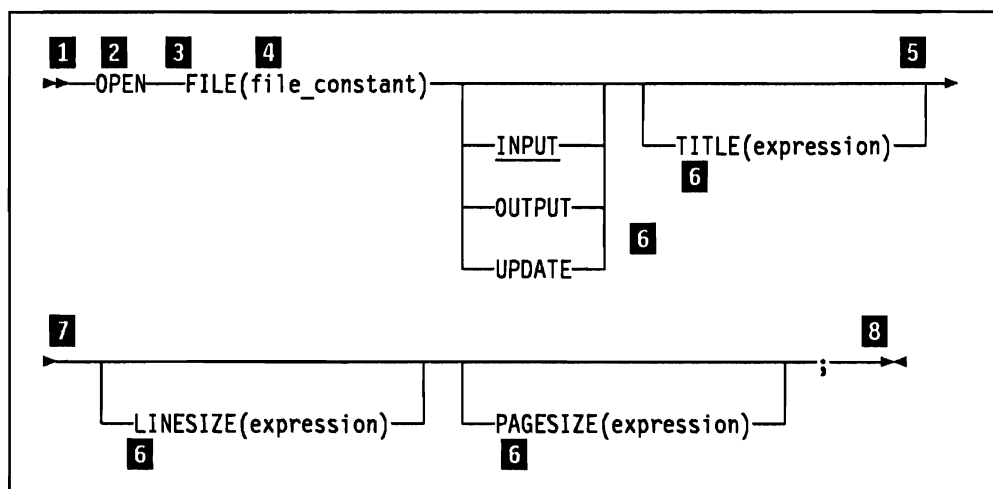 1 2 3 4 5
OPEN FILE(file_constant)
INPUT TITLE(expression)
6
OUTPUT
6
UPDATE
7 8
;
LINESIZE(expression) PAGESIZE(expression)
6 6